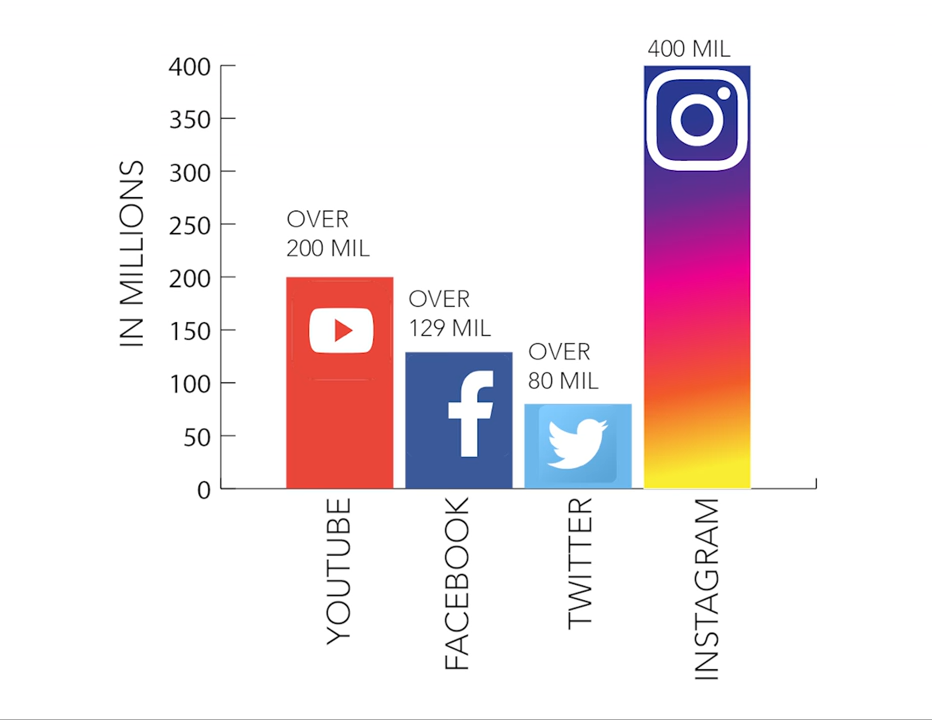 400 MIL
400
350
300
250
200
150
100
50
0
IN MILLIONS
OVER
200 MIL
OVER
129 MIL
OVER
80 MIL
YOUTUBE
FACEBOOK
TWITTER
INSTAGRAM